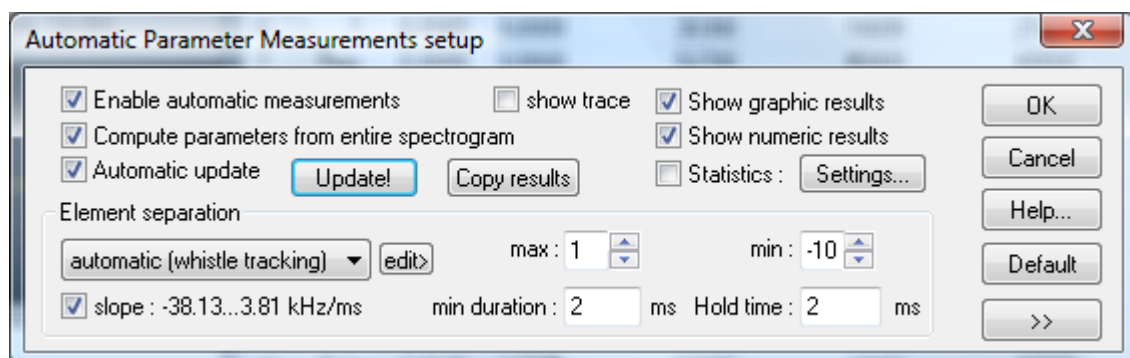 Automatic Parameter Measurements setup
Enable automatic measurements show trace Show graphic results OK
Compute parameters from entire spectrogram Show numeric results
Automatic update Update! Copy results Statistics : Settings... Cancel
Element separation Help...
automatic (whistle tracking) edit> max : 1 min : -10 Default
slope : -38.13...3.81 kHz/ms min duration : 2 ms Hold time : 2 ms >>